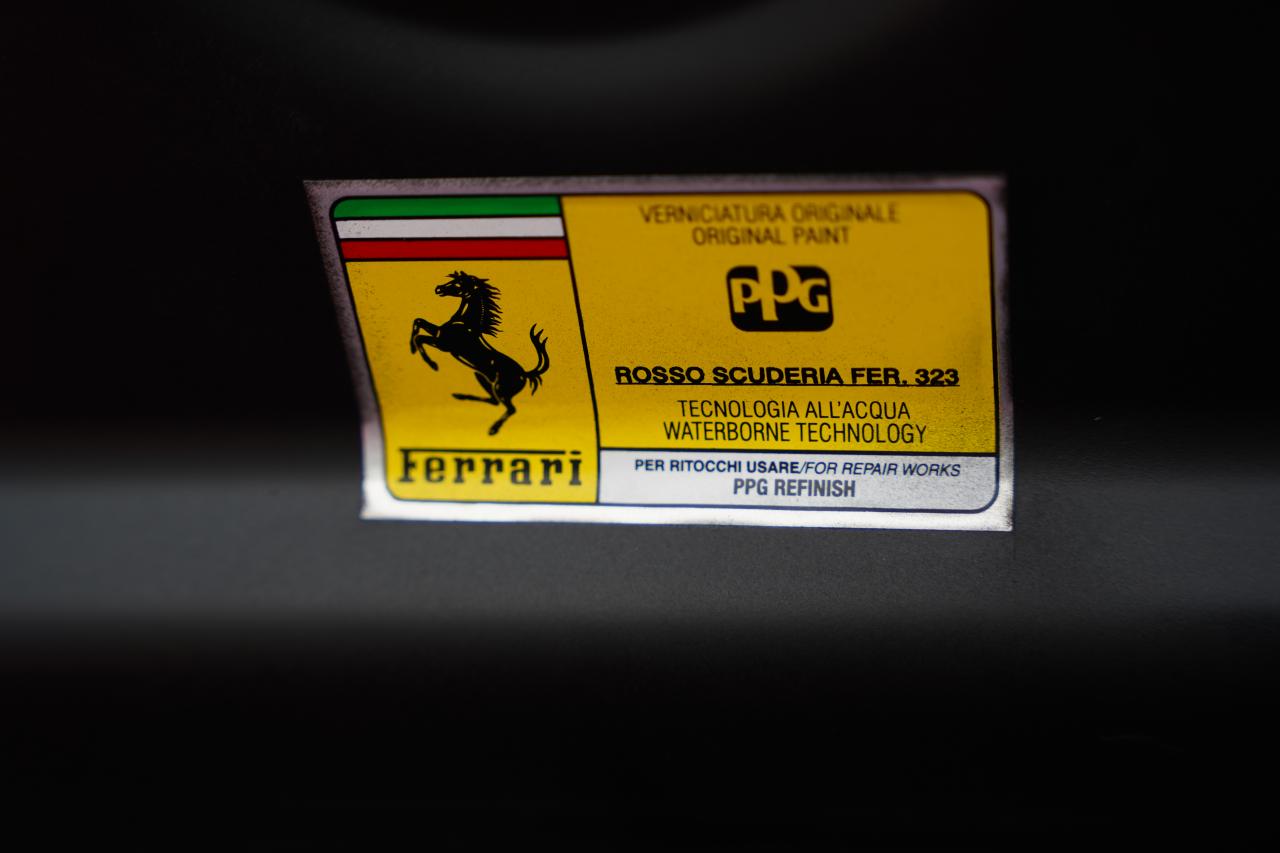 VERNICIATURA ORIGINALE
ORIGINAL PAINT
PPG
ROSSO SCUDERIA FER. 323
TECNOLOGIA ALL'ACQUA
WATERBORNE TECHNOLOGY
Ferrari
PER RITOCCHI USARE/FOR REPAIR WORKS
PPG REFINISH